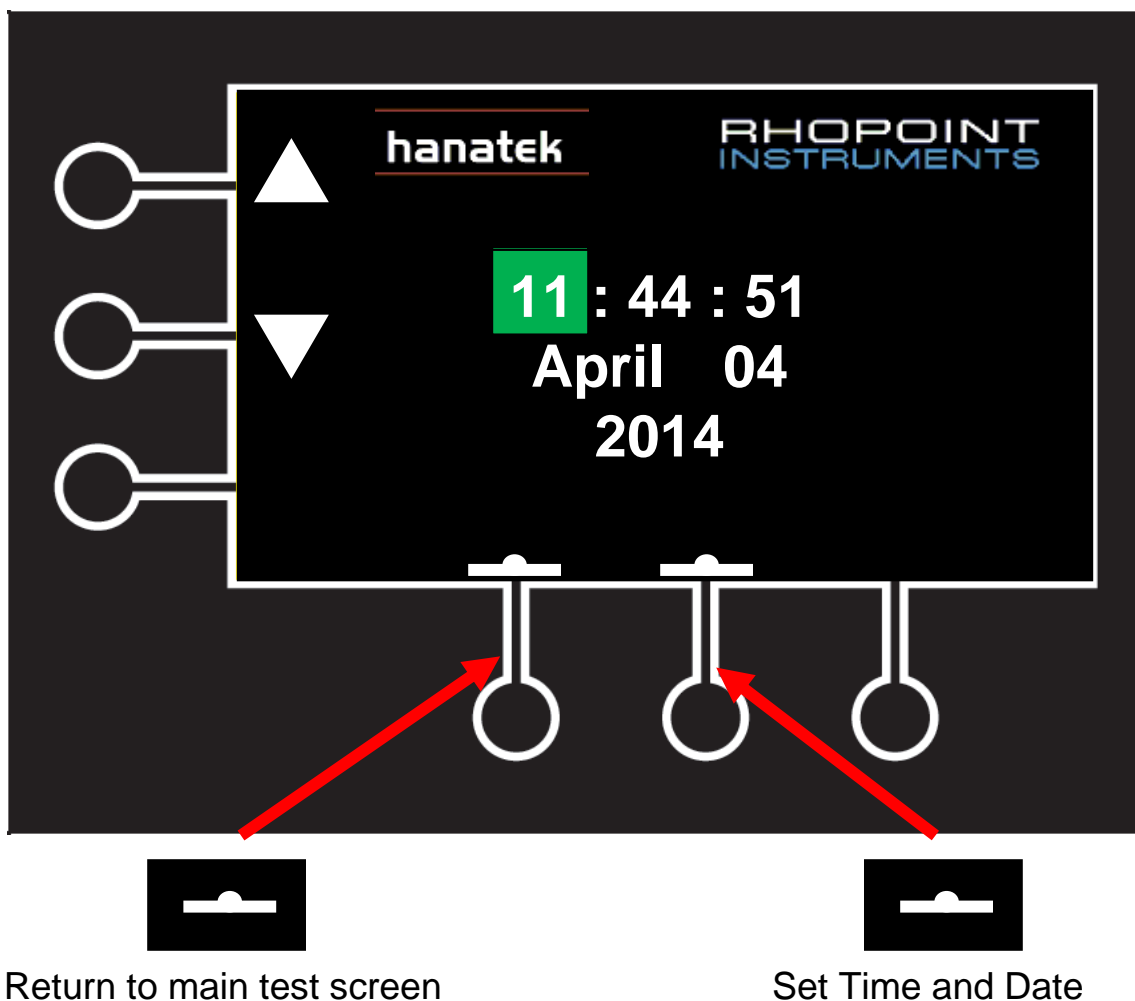 hanatek
RHOPOINT
INSTRUMENTS
11 : 44 : 51
April 04
2014
Return to main test screen
Set Time and Date